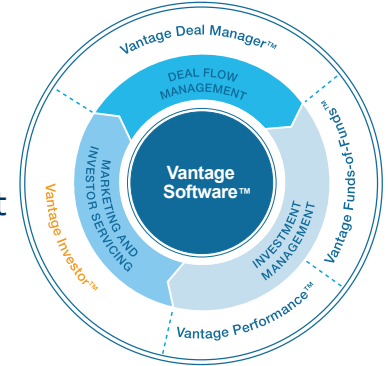 Vantage Deal Manager™
DEAL FLOW
MANAGEMENT
Vantage
Software™
MARKETING AND
INVESTOR SERVICING
INVESTMENT
MANAGEMENT
Vantage Funds-of-Funds™
Vantage Investor™
Vantage Performance™
t